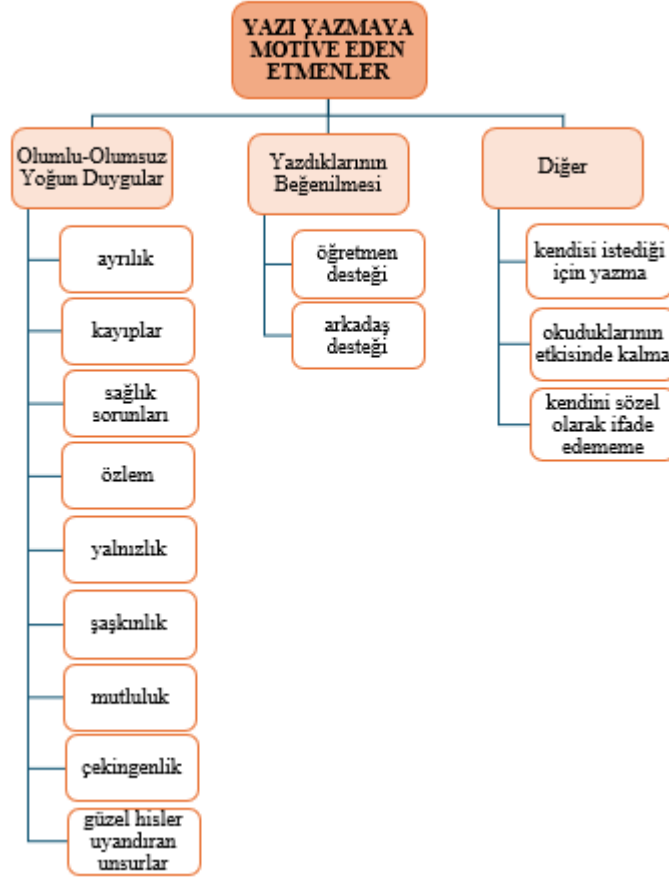 YAZI YAZMAYA
MOTİVE EDEN
ETMENLER
Olumlu-Olumsuz
Yoğun Duygular
ayrılık
kayıplar
sağlık
sorunları
özlem
yalnızlık
şaşkınlık
mutluluk
çekingenlik
güzel hisler
uyandıran
unsurlar
Yazdıklarının
Beğenilmesi
öğretmen
desteği
arkadaş
desteği
Diğer
kendisi istediği
için yazma
okuduklarının
etkisinde kalma
kendini sözel
olarak ifade
edememe